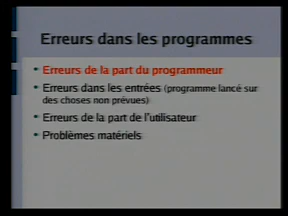 Erreurs dans les programmes
• Erreurs de la part du programmeur
• Erreurs dans les entrées (programme lancé sur
des choses non prévues)
• Erreurs de la part de l'utilisateur
• Problèmes matériels